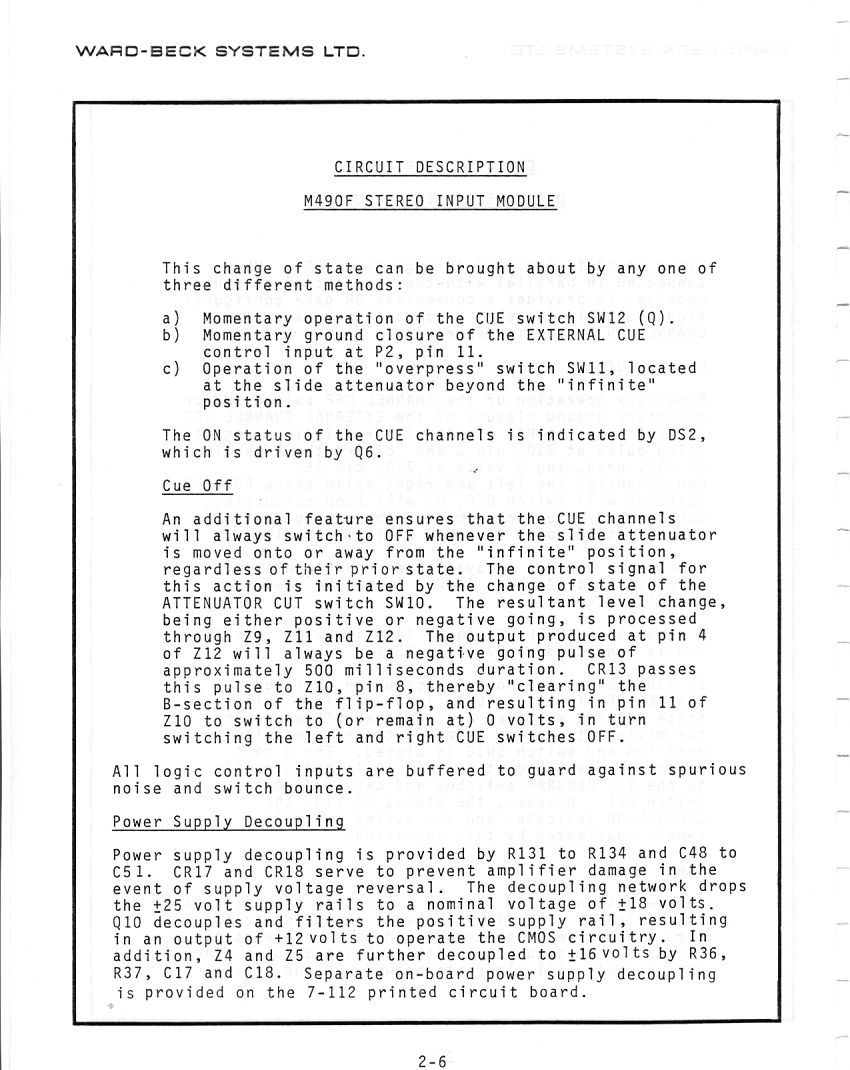 WARD-BECK SYSTEMS LTD.
CIRCUIT DESCRIPTION
M490F STEREO INPUT MODULE
This change of state can be brought about by any one of
three different methods:
a) Momentary operation of the CUE switch SW12 (Q).
b) Momentary ground closure of the EXTERNAL CUE
control input at P2, pin 11.
c) Operation of the "overpress" switch SW11, located
at the slide attenuator beyond the "infinite"
position.
The ON status of the CUE channels is indicated by DS2,
which is driven by Q6.
Cue Off
An additional feature ensures that the CUE channels
will always switch to OFF whenever the slide attenuator
is moved onto or away from the "infinite" position,
regardless of their prior state. The control signal for
this action is initiated by the change of state of the
ATTENUATOR CUT switch SW10. The resultant level change,
being either positive or negative going, is processed
through Z9, Z11 and Z12. The output produced at pin 4
of Z12 will always be a negative going pulse of
approximately 500 milliseconds duration. CR13 passes
this pulse to Z10, pin 8, thereby "clearing" the
B-section of the flip-flop, and resulting in pin 11 of
Z10 to switch to (or remain at) 0 volts, in turn
switching the left and right CUE switches OFF.
All logic control inputs are buffered to guard against spurious
noise and switch bounce.
Power Supply Decoupling
Power supply decoupling is provided by R131 to R134 and C48 to
C51. CR17 and CR18 serve to prevent amplifier damage in the
event of supply voltage reversal. The decoupling network drops
the ±25 volt supply rails to a nominal voltage of ±18 volts.
Q10 decouples and filters the positive supply rail, resulting
in an output of +12 volts to operate the CMOS circuitry. In
addition, Z4 and Z5 are further decoupled to ±16 volts by R36,
R37, C17 and C18. Separate on-board power supply decoupling
is provided on the 7-112 printed circuit board.
2-6